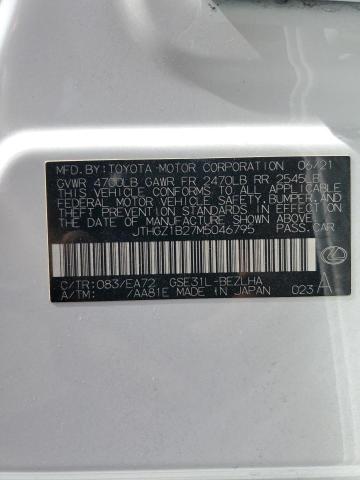 MFD. BY: TOYOTA MOTOR CORPORATION 06/21
GVWR 4700LB GAWR FR 2470LB RR 2545LB
THIS VEHICLE CONFORMS TO ALL APPLICABLE
FEDERAL MOTOR VEHICLE SAFETY, BUMPER, AND
THEFT PREVENTION STANDARDS IN EFFECT ON
THE DATE OF MANUFACTURE SHOWN ABOVE.
JTHGZ1B27M5046795 PASS. CAR
C/TR: 083/EA72 GSE31L-BEZLHA
A/TM: /AA81E MADE IN JAPAN 023 A